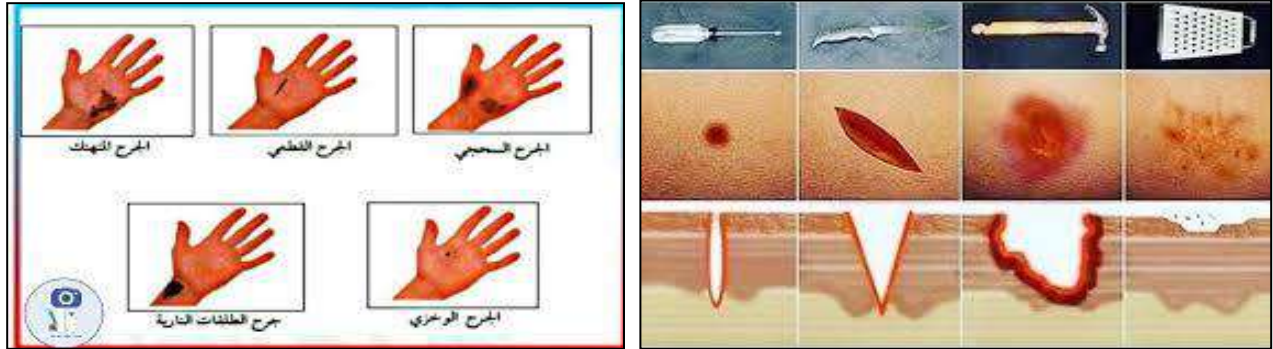 الجرح السحجي
الجرح القطعي
الجرح المتهتك
الجرح الوخزي
جرح الطلقات النارية